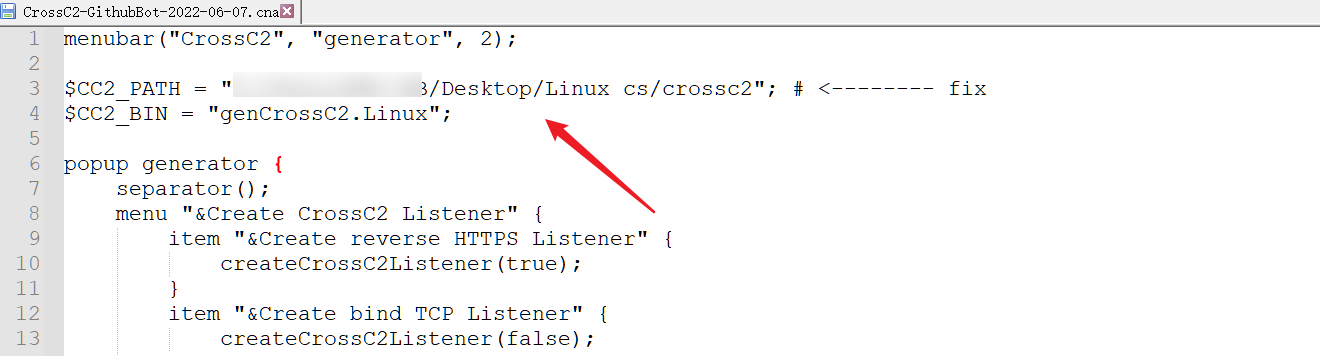 CrossC2-GithubBot-2022-06-07.cna
1 menubar("CrossC2", "generator", 2);
2
3 $CC2_PATH = "/Desktop/Linux cs/crossc2"; # <-------- fix
4 $CC2_BIN = "genCrossC2.Linux";
5
6 popup generator {
7 separator();
8 menu "&Create CrossC2 Listener" {
9 item "&Create reverse HTTPS Listener" {
10 createCrossC2Listener(true);
11 }
12 item "&Create bind TCP Listener" {
13 createCrossC2Listener(false);